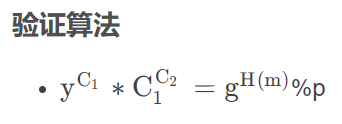 验证算法
• y^{C_1} * C_1^{C_2} = g^{H(m)}%p